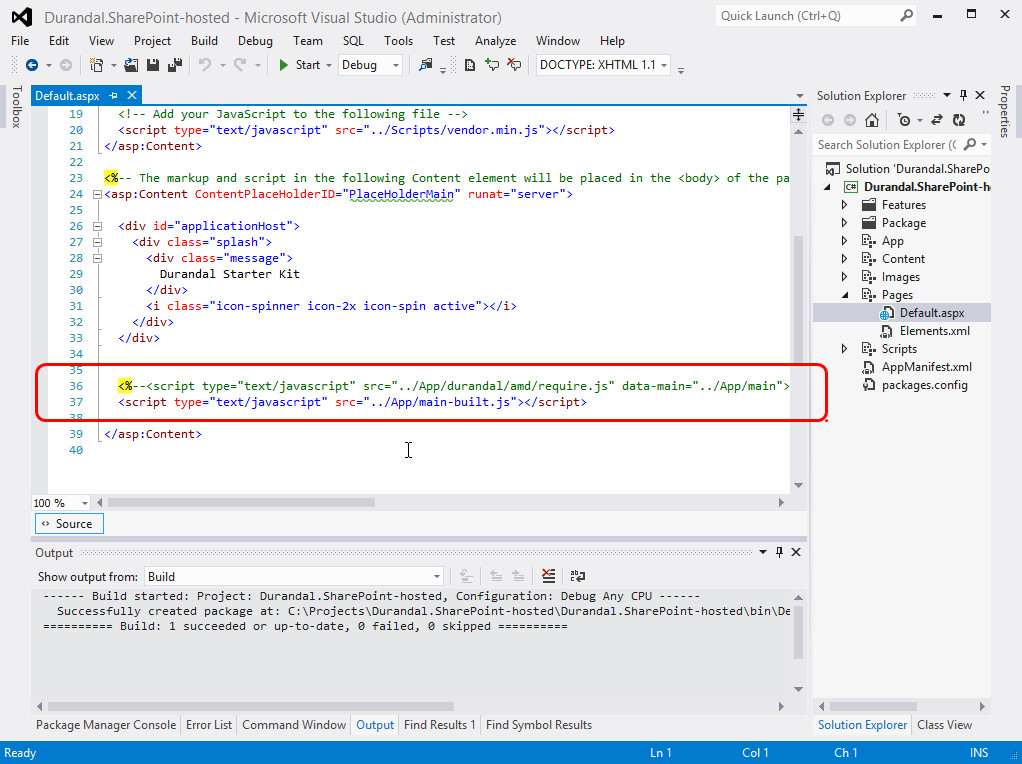 Durandal.SharePoint-hosted - Microsoft Visual Studio (Administrator)
Quick Launch (Ctrl+Q)
File Edit View Project Build Debug Team SQL Tools Test Analyze Window Help
Start Debug DOCTYPE: XHTML 1.1
Toolbox
Default.aspx
19 <!-- Add your JavaScript to the following file -->
20 <script type="text/javascript" src="../Scripts/vendor.min.js"></script>
21 </asp:Content>
22
23 <%-- The markup and script in the following Content element will be placed in the <body> of the pa
24 <asp:Content ContentPlaceHolderID="PlaceHolderMain" runat="server">
25
26 <div id="applicationHost">
27 <div class="splash">
28 <div class="message">
29 Durandal Starter Kit
30 </div>
31 <i class="icon-spinner icon-2x icon-spin active"></i>
32 </div>
33 </div>
34
35
36 <%--<script type="text/javascript" src="../App/durandal/amd/require.js" data-main="../App/main">
37 <script type="text/javascript" src="../App/main-built.js"></script>
38
39 </asp:Content>
40
100 %
Source
Output
Show output from: Build
------ Build started: Project: Durandal.SharePoint-hosted, Configuration: Debug Any CPU ------
Successfully created package at: C:\Projects\Durandal.SharePoint-hosted\Durandal.SharePoint-hosted\bin\De
========== Build: 1 succeeded or up-to-date, 0 failed, 0 skipped ==========
Package Manager Console Error List Command Window Output Find Results 1 Find Symbol Results
Solution Explorer
Properties
Search Solution Explorer (C
Solution 'Durandal.SharePo
C# Durandal.SharePoint-h
Features
Package
App
Content
Images
Pages
Default.aspx
Elements.xml
Scripts
AppManifest.xml
packages.config
Solution Explorer Class View
Ready Ln 1 Col 1 Ch 1 INS